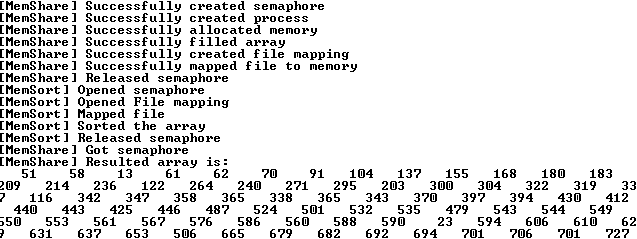 [MemShare] Successfully created semaphore
[MemShare] Successfully created process
[MemShare] Successfully allocated memory
[MemShare] Successfully filled array
[MemShare] Successfully created file mapping
[MemShare] Successfully mapped file to memory
[MemShare] Released semaphore
[MemSort] Opened semaphore
[MemSort] Opened File mapping
[MemSort] Mapped file
[MemSort] Sorted the array
[MemSort] Released semaphore
[MemShare] Got semaphore
[MemShare] Resulted array is:
51 58 13 61 62 70 91 104 137 155 168 180 183
209 214 236 122 264 240 271 295 203 300 304 322 319 33
7 116 342 347 358 365 338 365 343 370 397 394 430 412
440 443 425 446 487 524 501 532 535 479 543 544 549
550 553 561 567 576 586 560 588 590 23 594 606 610 62
9 631 637 653 506 665 679 682 692 694 701 706 701 727